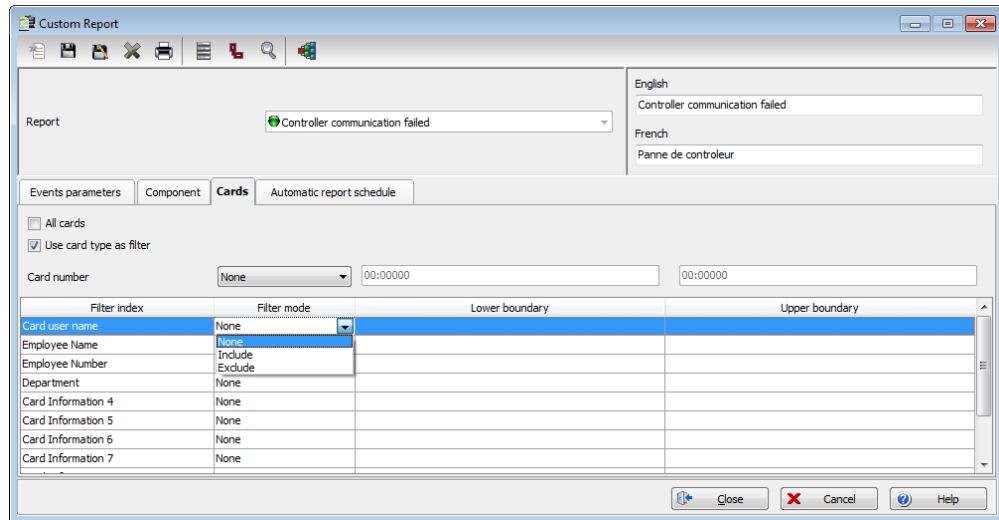 Custom Report
English
Controller communication failed
Report
Controller communication failed
French
Panne de controleur
Events parameters Component Cards Automatic report schedule
All cards
Use card type as filter
Card number None 00:00000 00:00000
Filter index Filter mode Lower boundary Upper boundary
Card user name None
Employee Name None
Employee Number Include
Exclude
Department None
Card Information 4 None
Card Information 5 None
Card Information 6 None
Card Information 7 None
Close Cancel Help